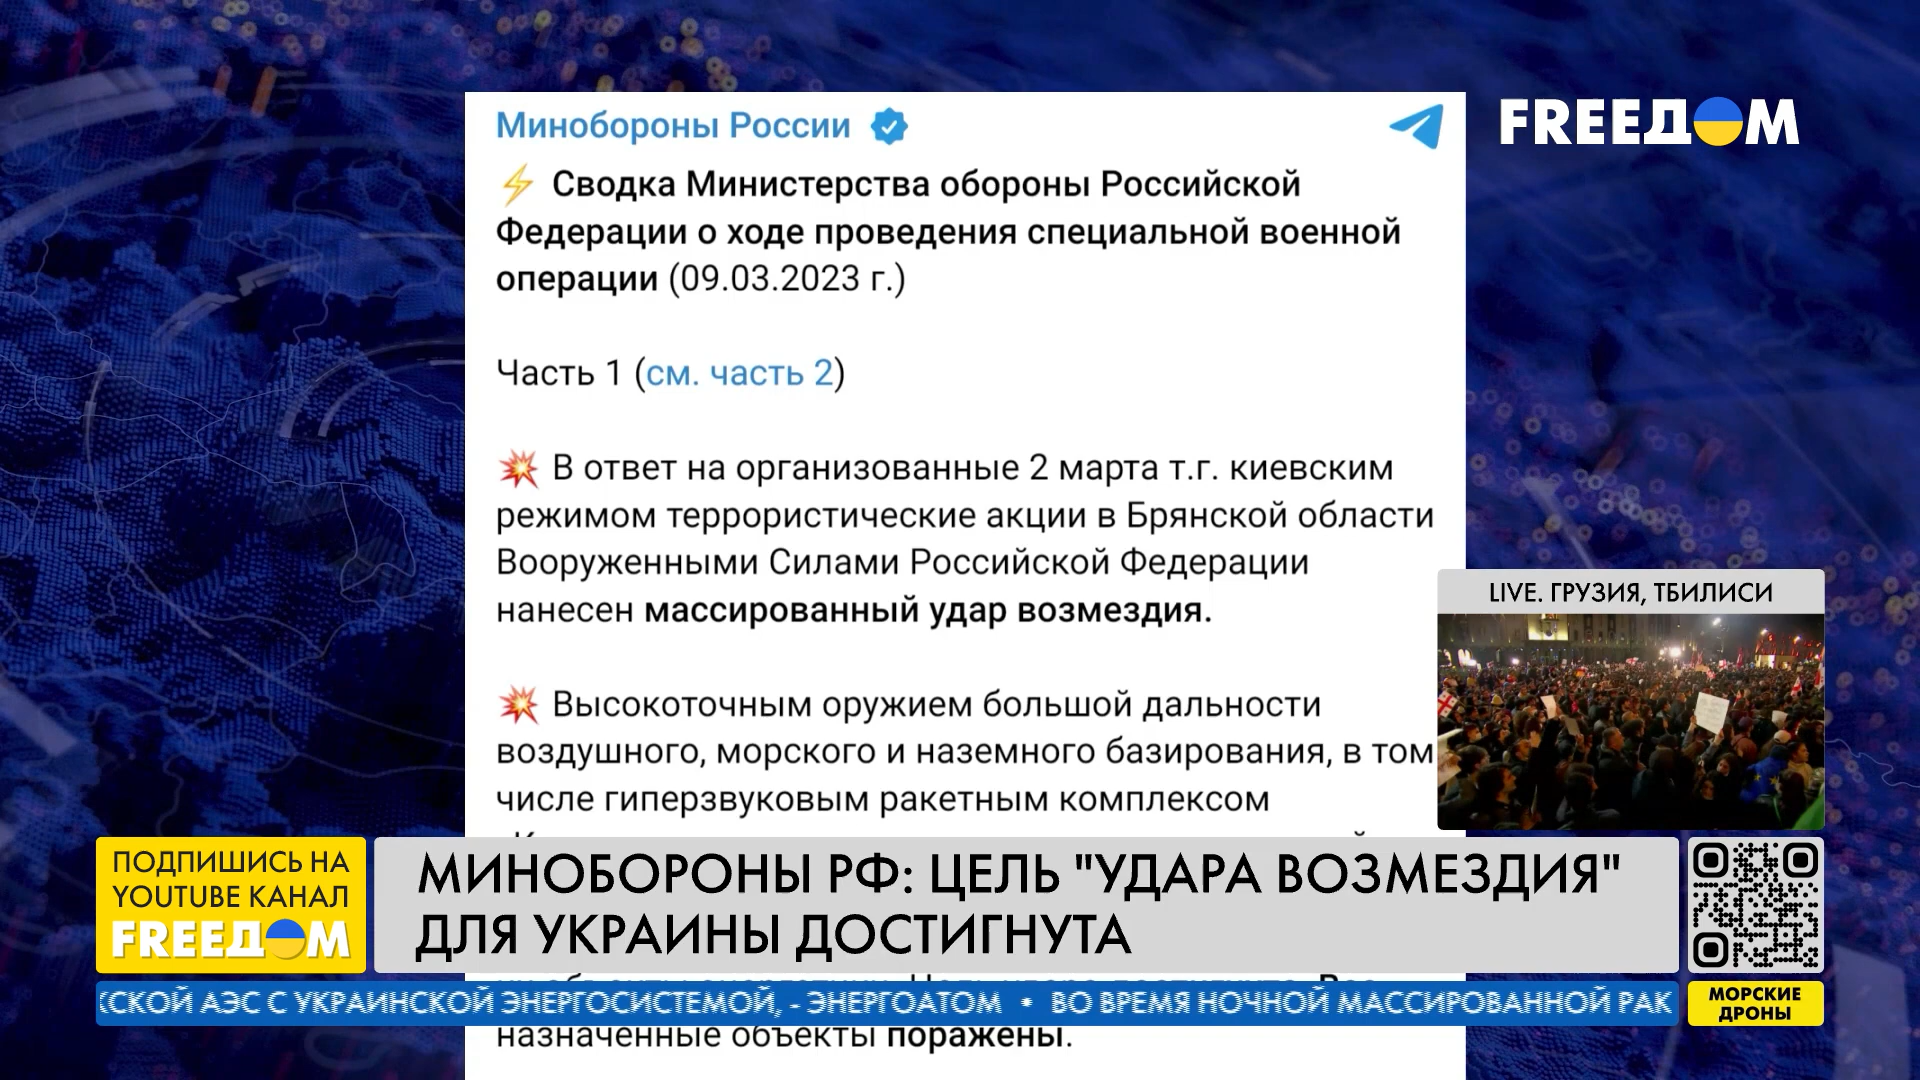 Минобороны России
Сводка Министерства обороны Российской
Федерации о ходе проведения специальной военной
операции (09.03.2023 г.)
Часть 1 (см. часть 2)
В ответ на организованные 2 марта т.г. киевским
режимом террористические акции в Брянской области
Вооруженными Силами Российской Федерации
нанесен массированный удар возмездия.
Высокоточным оружием большой дальности
воздушного, морского и наземного базирования, в том
числе гиперзвуковым ракетным комплексом
назначенные объекты поражены.
FREEДOM
LIVE. ГРУЗИЯ, ТБИЛИСИ
ПОДПИШИСЬ НА
YOUTUBE КАНАЛ
FREEДOM
МИНОБОРОНЫ РФ: ЦЕЛЬ "УДАРА ВОЗМЕЗДИЯ"
ДЛЯ УКРАИНЫ ДОСТИГНУТА
СКОЙ АЭС С УКРАИНСКОЙ ЭНЕРГОСИСТЕМОЙ, - ЭНЕРГОАТОМ • ВО ВРЕМЯ НОЧНОЙ МАССИРОВАННОЙ РАК
МОРСКИЕ
ДРОНЫ